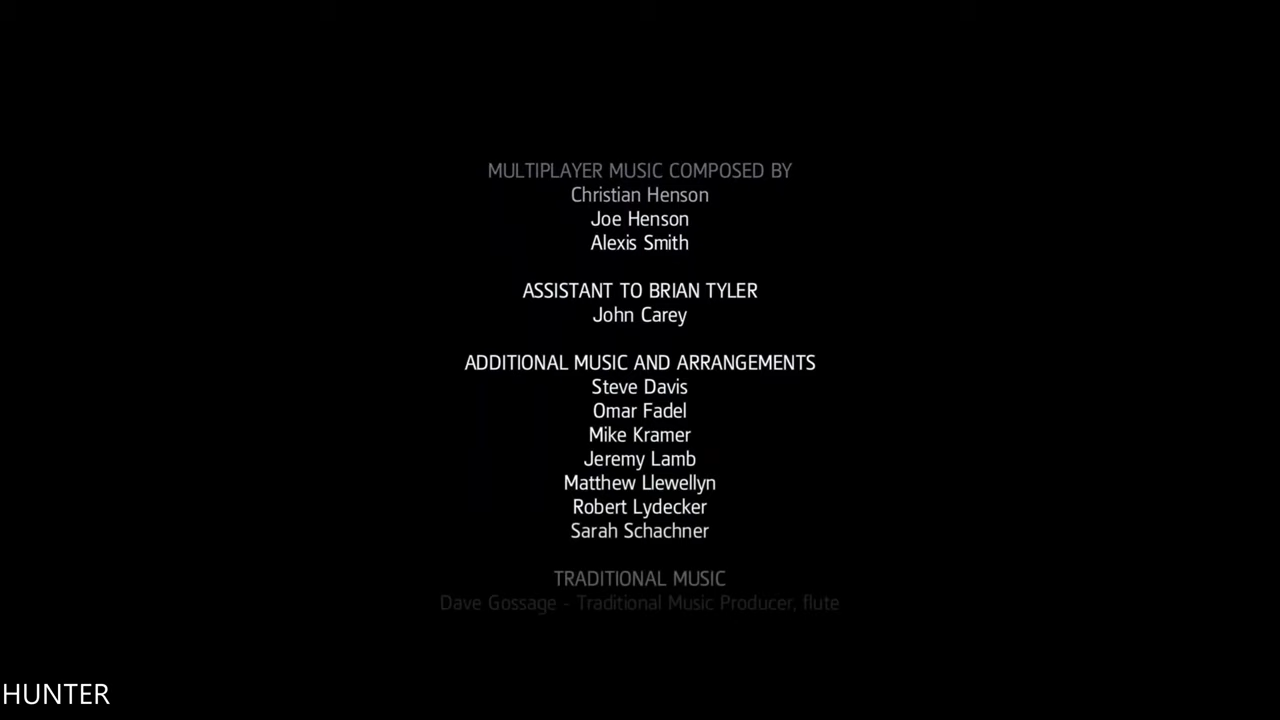 MULTIPLAYER MUSIC COMPOSED BY
Christian Henson
Joe Henson
Alexis Smith
ASSISTANT TO BRIAN TYLER
John Carey
ADDITIONAL MUSIC AND ARRANGEMENTS
Steve Davis
Omar Fadel
Mike Kramer
Jeremy Lamb
Matthew Llewellyn
Robert Lydecker
Sarah Schachner
TRADITIONAL MUSIC
Dave Gossage - Traditional Music Producer, flute
HUNTER